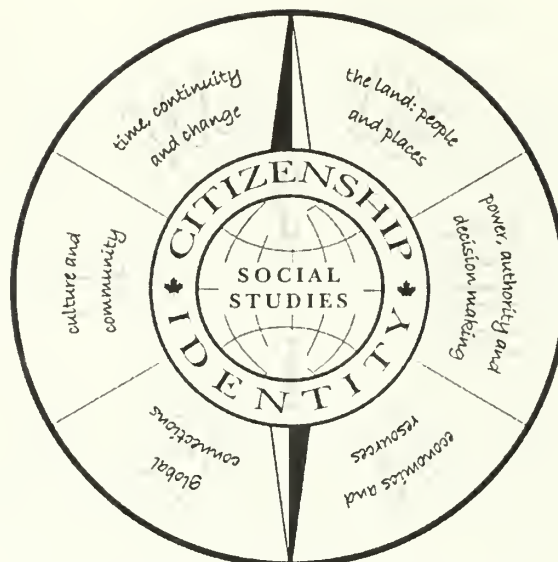 time, continuity
and change
the land: people
and places
power, authority and
decision making
economics and
resources
global
connections
culture and
community
CITIZENSHIP
IDENTITY
SOCIAL
STUDIES